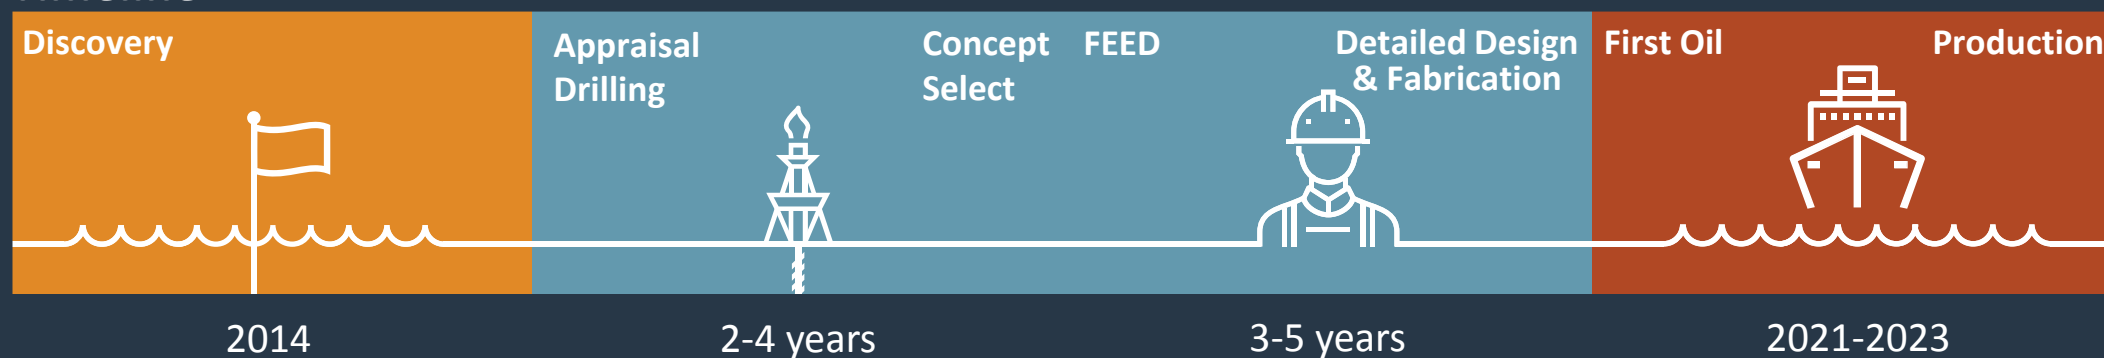 Discovery
Appraisal
Drilling
Concept
Select
FEED
Detailed Design
& Fabrication
First Oil
Production
2014
2-4 years
3-5 years
2021-2023